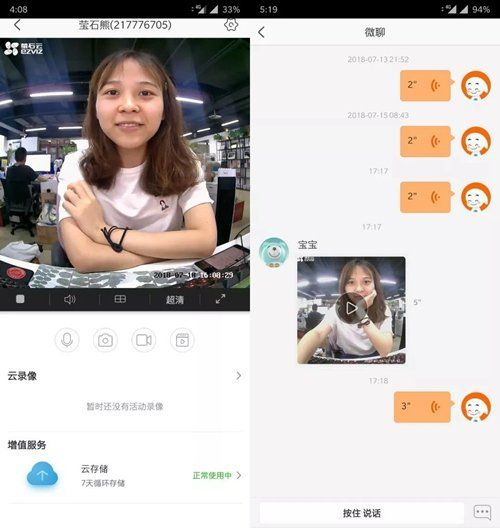 4:08
33%
莹石熊(217776705)
萤石云
EZVIZ
2018-07-18 16:08:29
超清
云录像
暂时还没有活动录像
增值服务
云存储
正常使用中
7天循环存储
5:19
94%
微聊
2018-07-13 21:52
2"
2018-07-15 08:43
2"
17:17
2"
17:17
宝宝
5"
17:18
3"
按住 说话